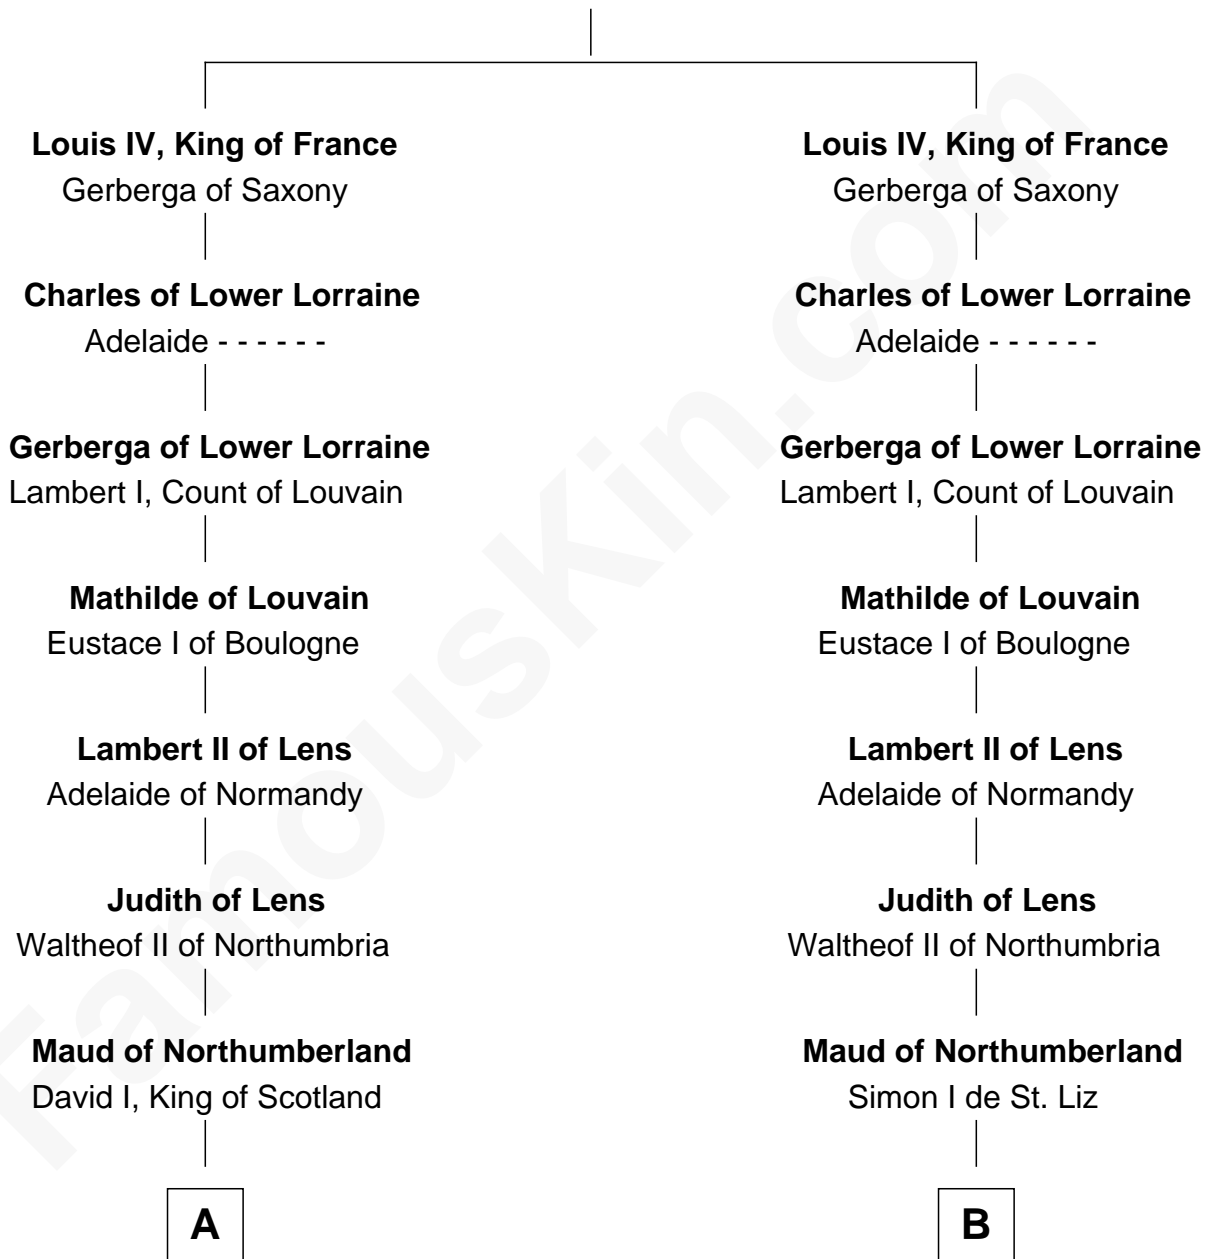 Louis IV, King of France
Gerberga of Saxony
Charles of Lower Lorraine
Adelaide - - - - - -
Gerberga of Lower Lorraine
Lambert I, Count of Louvain
Mathilde of Louvain
Eustace I of Boulogne
Lambert II of Lens
Adelaide of Normandy
Judith of Lens
Waltheof II of Northumbria
Maud of Northumberland
David I, King of Scotland
A
Louis IV, King of France
Gerberga of Saxony
Charles of Lower Lorraine
Adelaide - - - - - -
Gerberga of Lower Lorraine
Lambert I, Count of Louvain
Mathilde of Louvain
Eustace I of Boulogne
Lambert II of Lens
Adelaide of Normandy
Judith of Lens
Waltheof II of Northumbria
Maud of Northumberland
Simon I de St. Liz
B
FamousKin.com